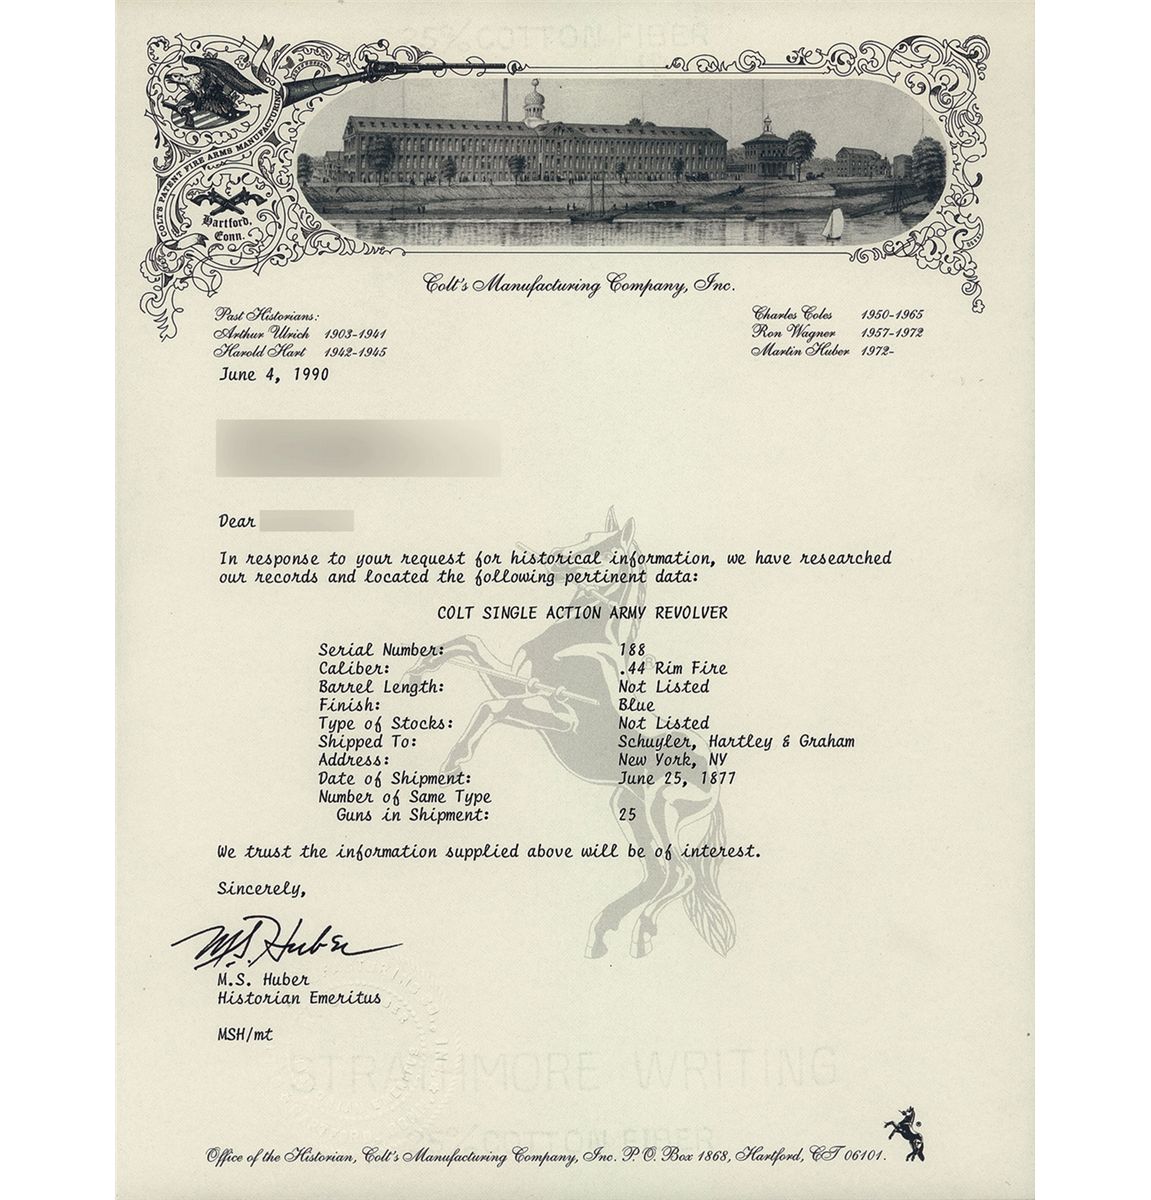 25% COTTON FIBER
COLT'S PATENT FIRE ARMS MANUFACTURING
Hartford,
Conn.
Colt's Manufacturing Company, Inc.
Past Historians:
Arthur Ulrich 1903-1941
Harold Hart 1942-1945
Charles Coles 1950-1965
Ron Wagner 1957-1972
Martin Huber 1972-
June 4, 1990
Dear
In response to your request for historical information, we have researched
our records and located the following pertinent data:
COLT SINGLE ACTION ARMY REVOLVER
Serial Number: 188
Caliber: .44 Rim Fire
Barrel Length: Not Listed
Finish: Blue
Type of Stocks: Not Listed
Shipped To: Schuyler, Hartley & Graham
Address: New York, NY
Date of Shipment: June 25, 1877
Number of Same Type
Guns in Shipment: 25
®
We trust the information supplied above will be of interest.
Sincerely,
M.S. Huber
M.S. Huber
Historian Emeritus
MSH/mt
STRATHMORE WRITING
25% COTTON FIBER
Office of the Historian, Colt's Manufacturing Company, Inc. P.O. Box 1868, Hartford, CT 06101.